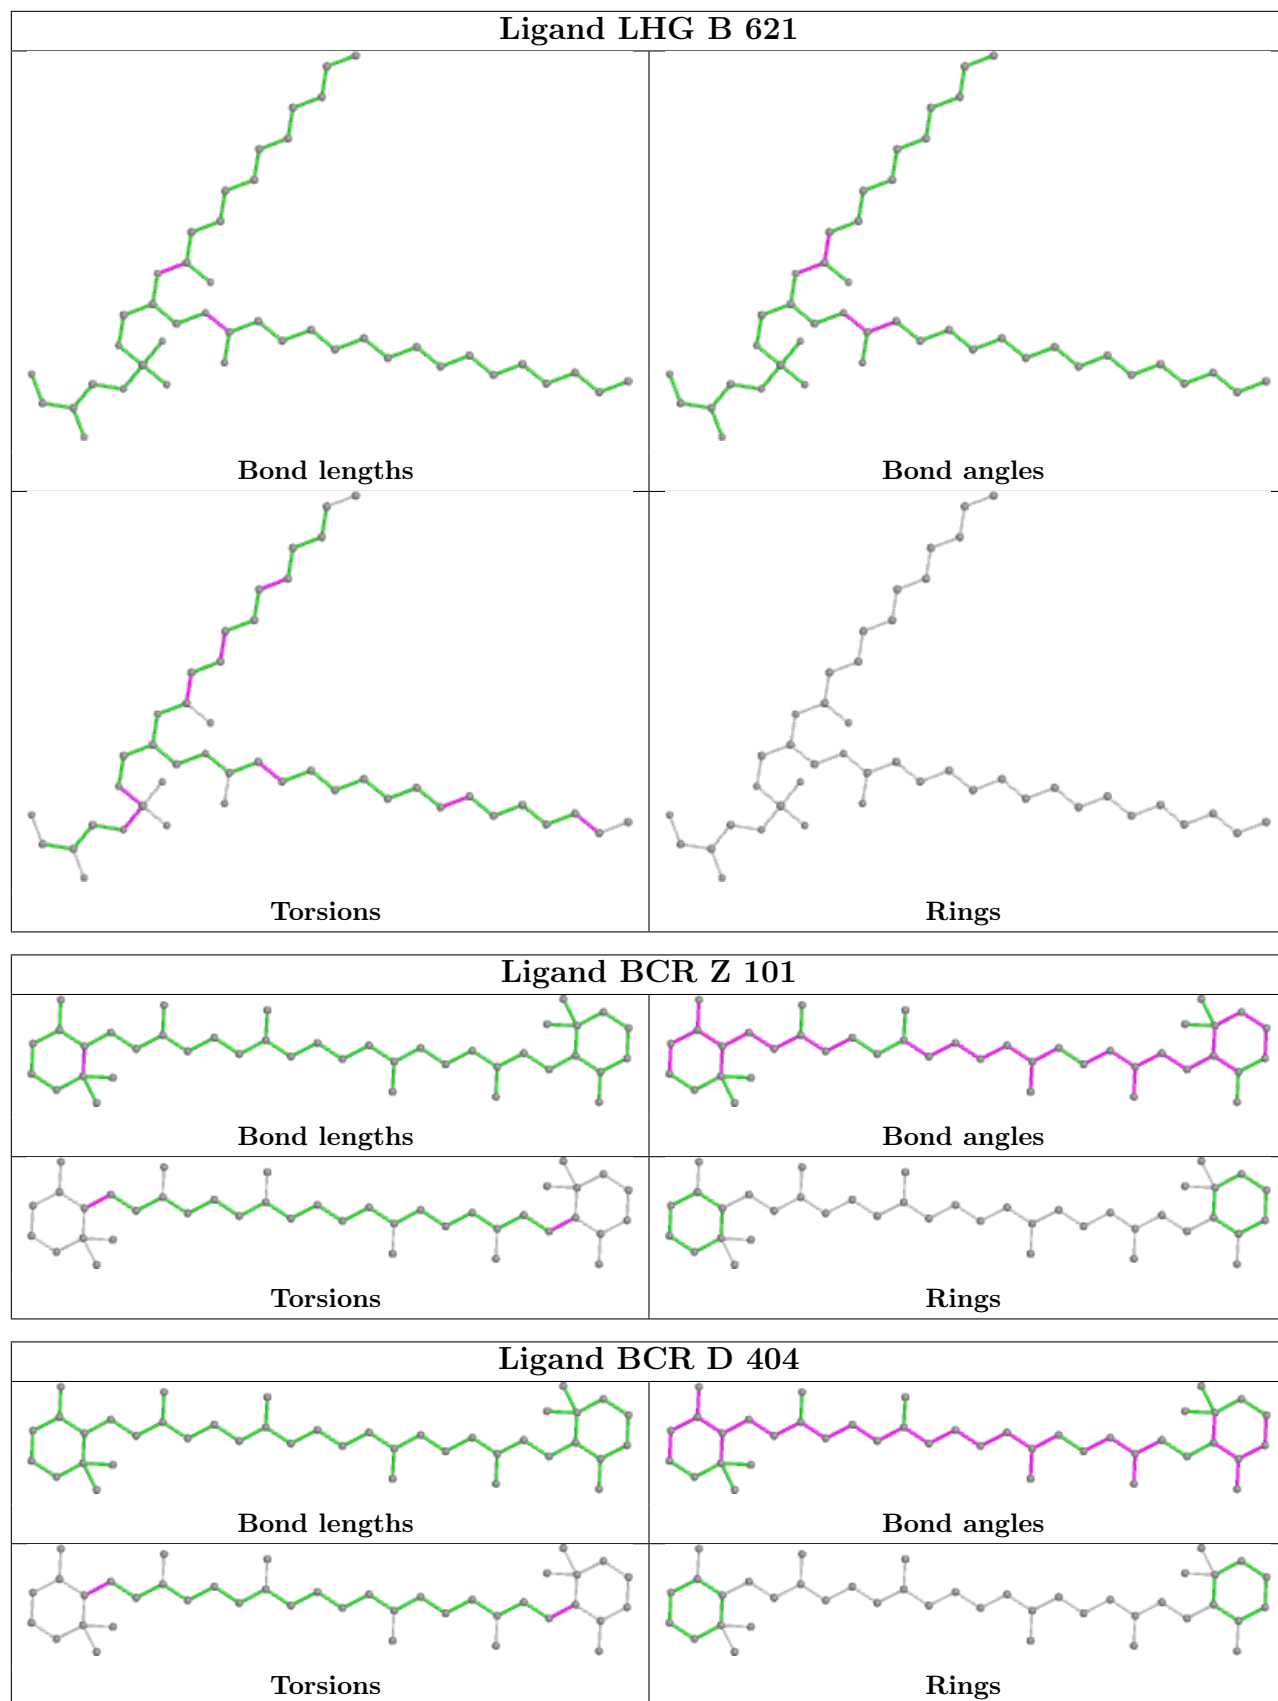 Ligand LHG B 621
Bond lengths
Bond angles
Torsions
Rings
Ligand BCR Z 101
Bond lengths
Bond angles
Torsions
Rings
Ligand BCR D 404
Bond lengths
Bond angles
Torsions
Rings